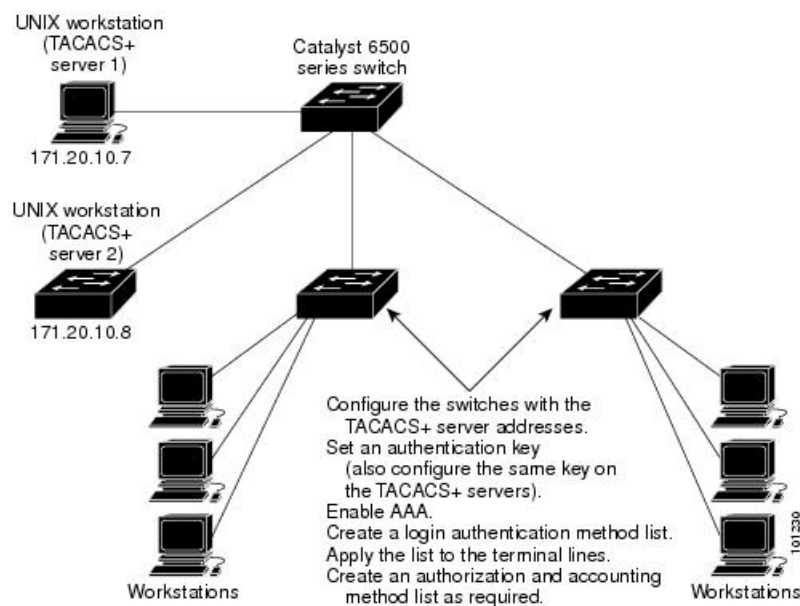 UNIX workstation
(TACACS+
server 1)
Catalyst 6500
series switch
171.20.10.7
UNIX workstation
(TACACS+
server 2)
171.20.10.8
Configure the switches with the
TACACS+ server addresses.
Set an authentication key
(also configure the same key on
the TACACS+ servers).
Enable AAA.
Create a login authentication method list.
Apply the list to the terminal lines.
Create an authorization and accounting
method list as required.
Workstations
Workstations
101230